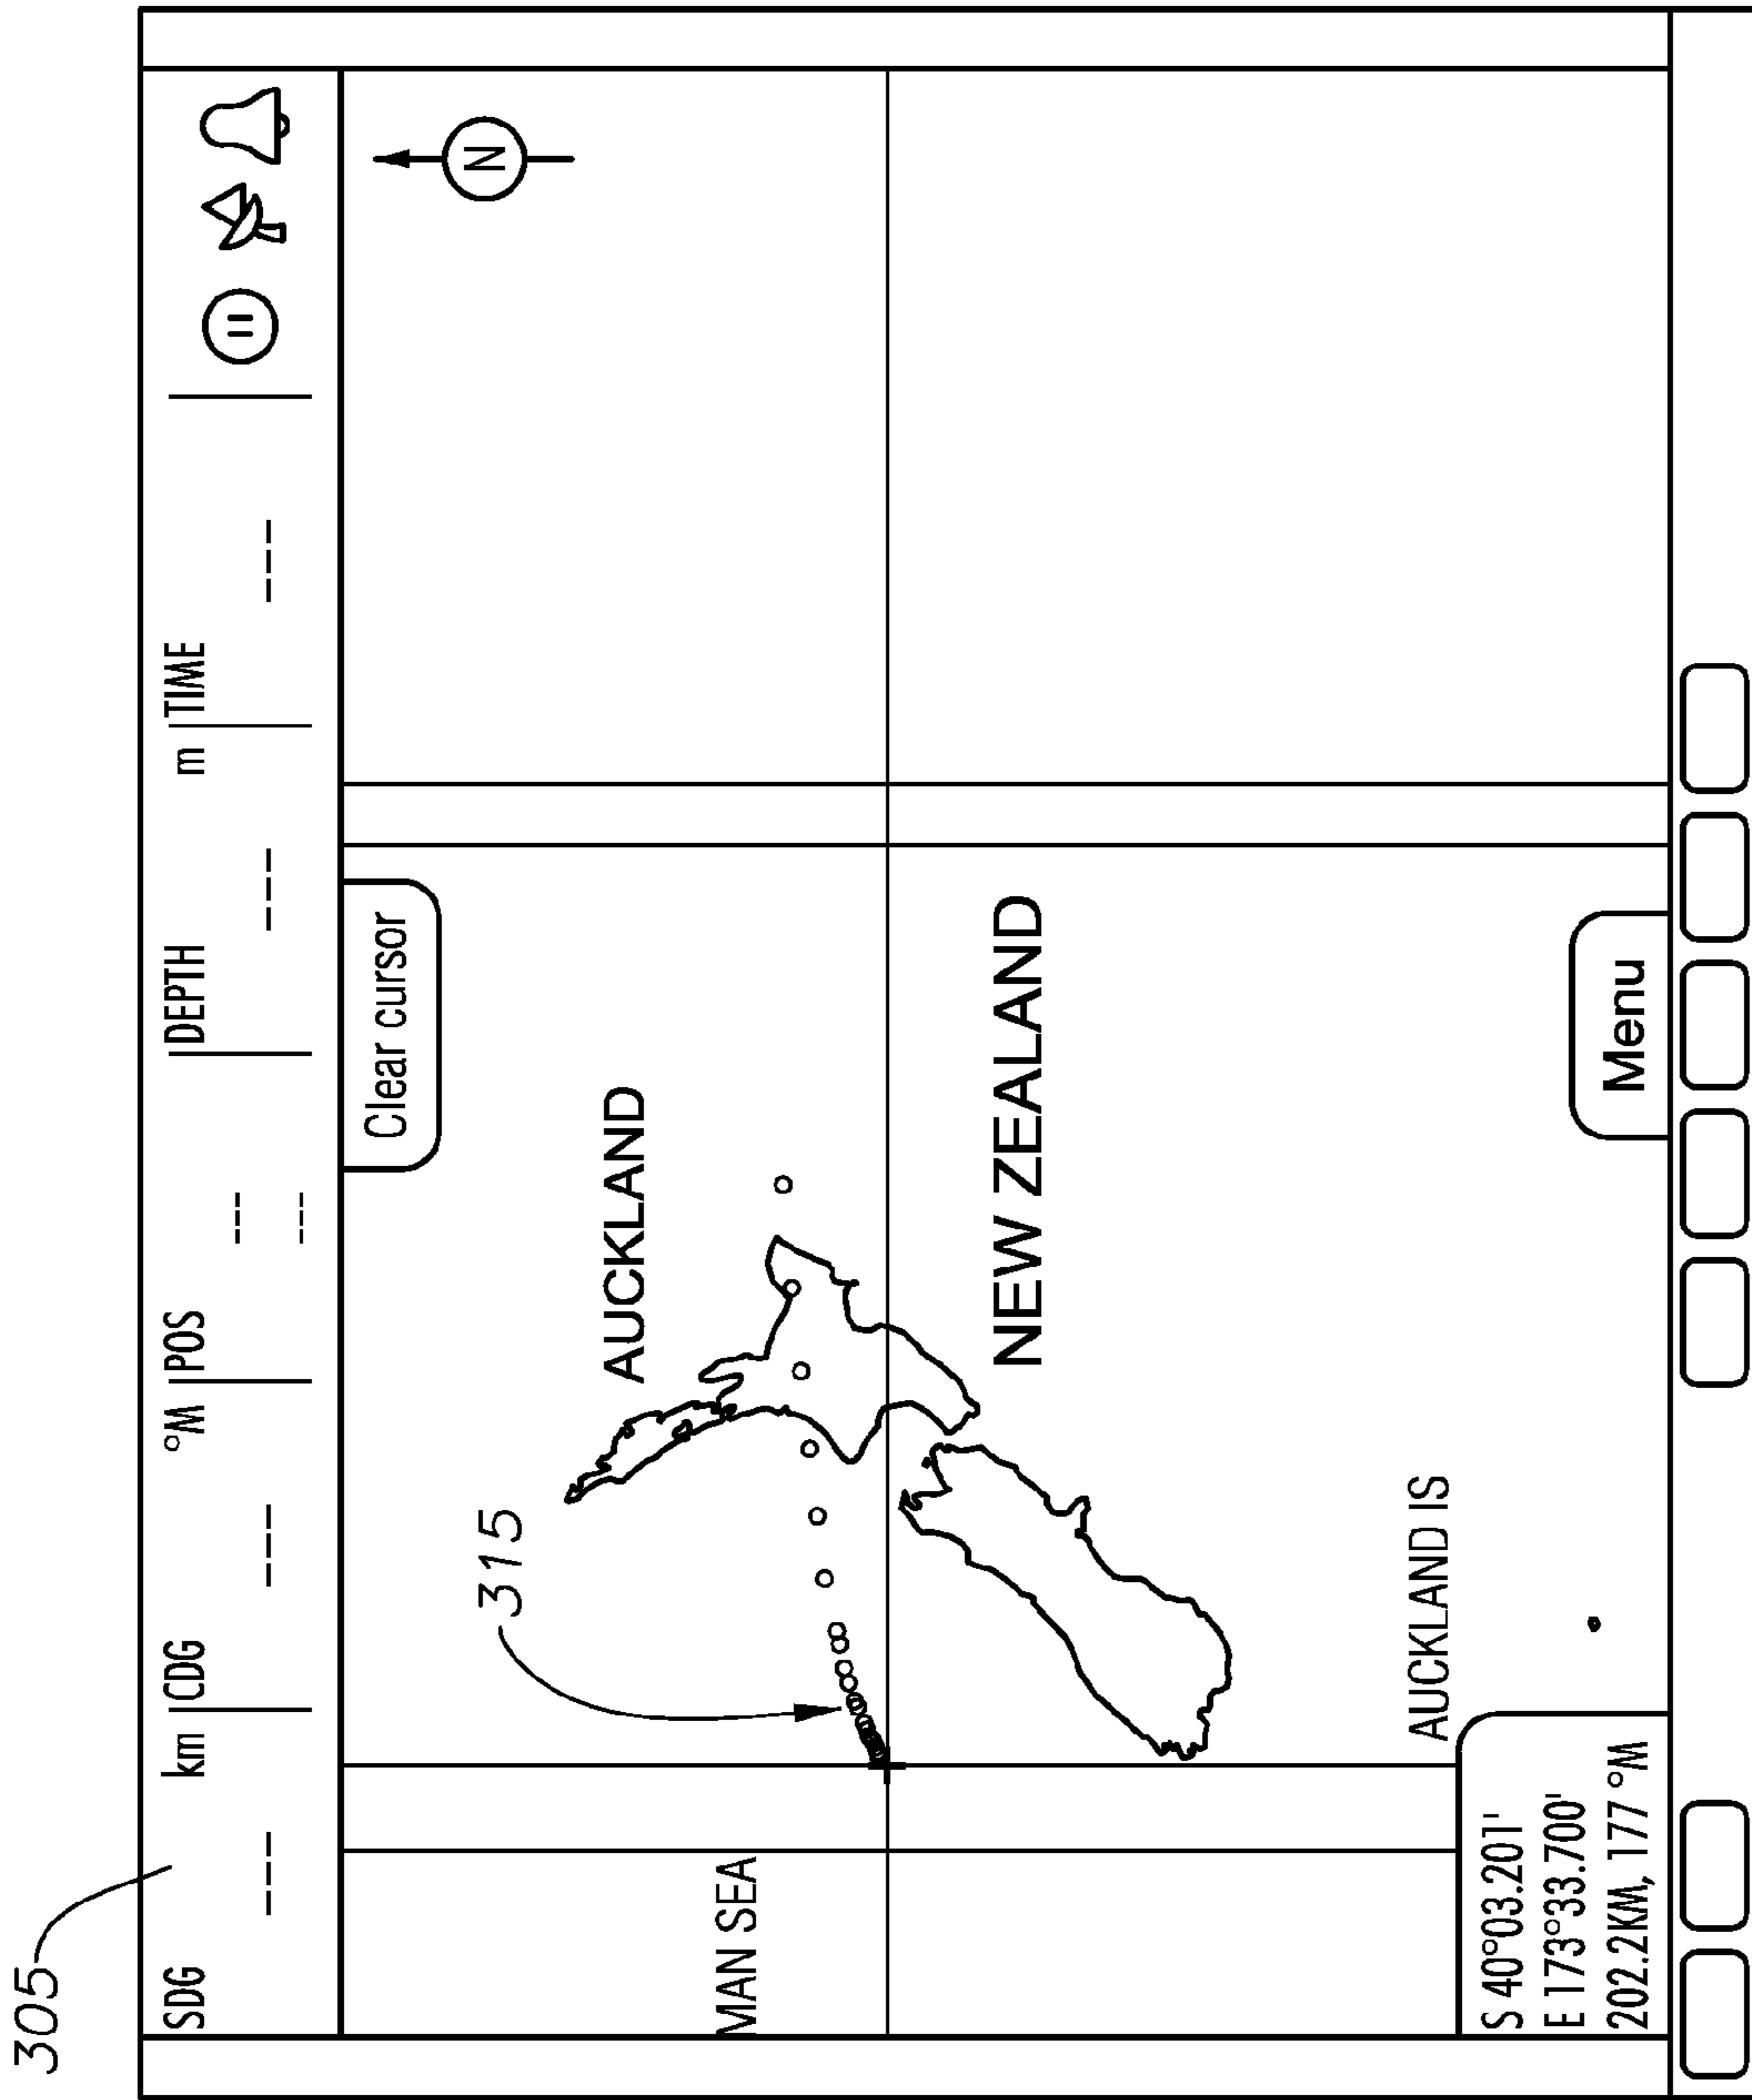 305
SDG km
---
CDG °M
---
POS
---
---
DEPTH m
---
TIME
---
N
Clear cursor
315
AUCKLAND
MAN SEA
NEW ZEALAND
AUCKLAND IS
S 40°03.201'
E 173°33.700'
202.2KM, 177°M
Menu